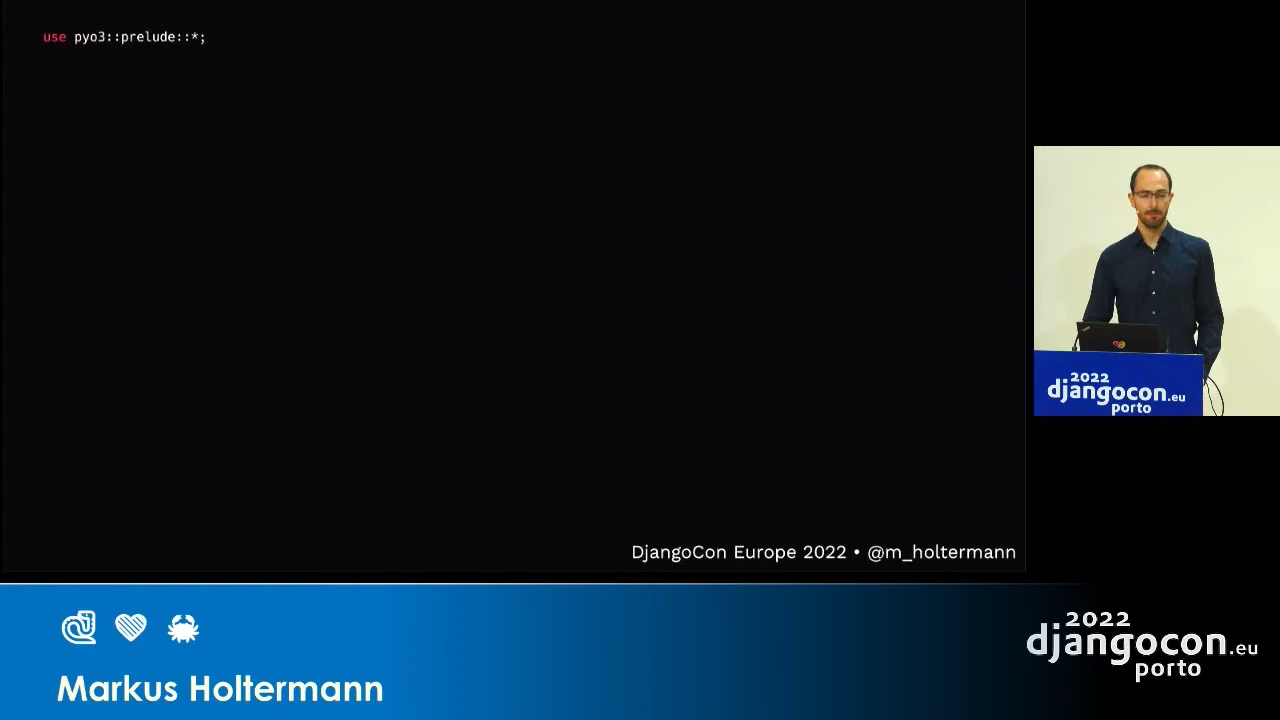 use pyo3::prelude::*;
2022
djangocon.eu
porto
DjangoCon Europe 2022 • @m_holtermann
Markus Holtermann
2022
djangocon.eu
porto